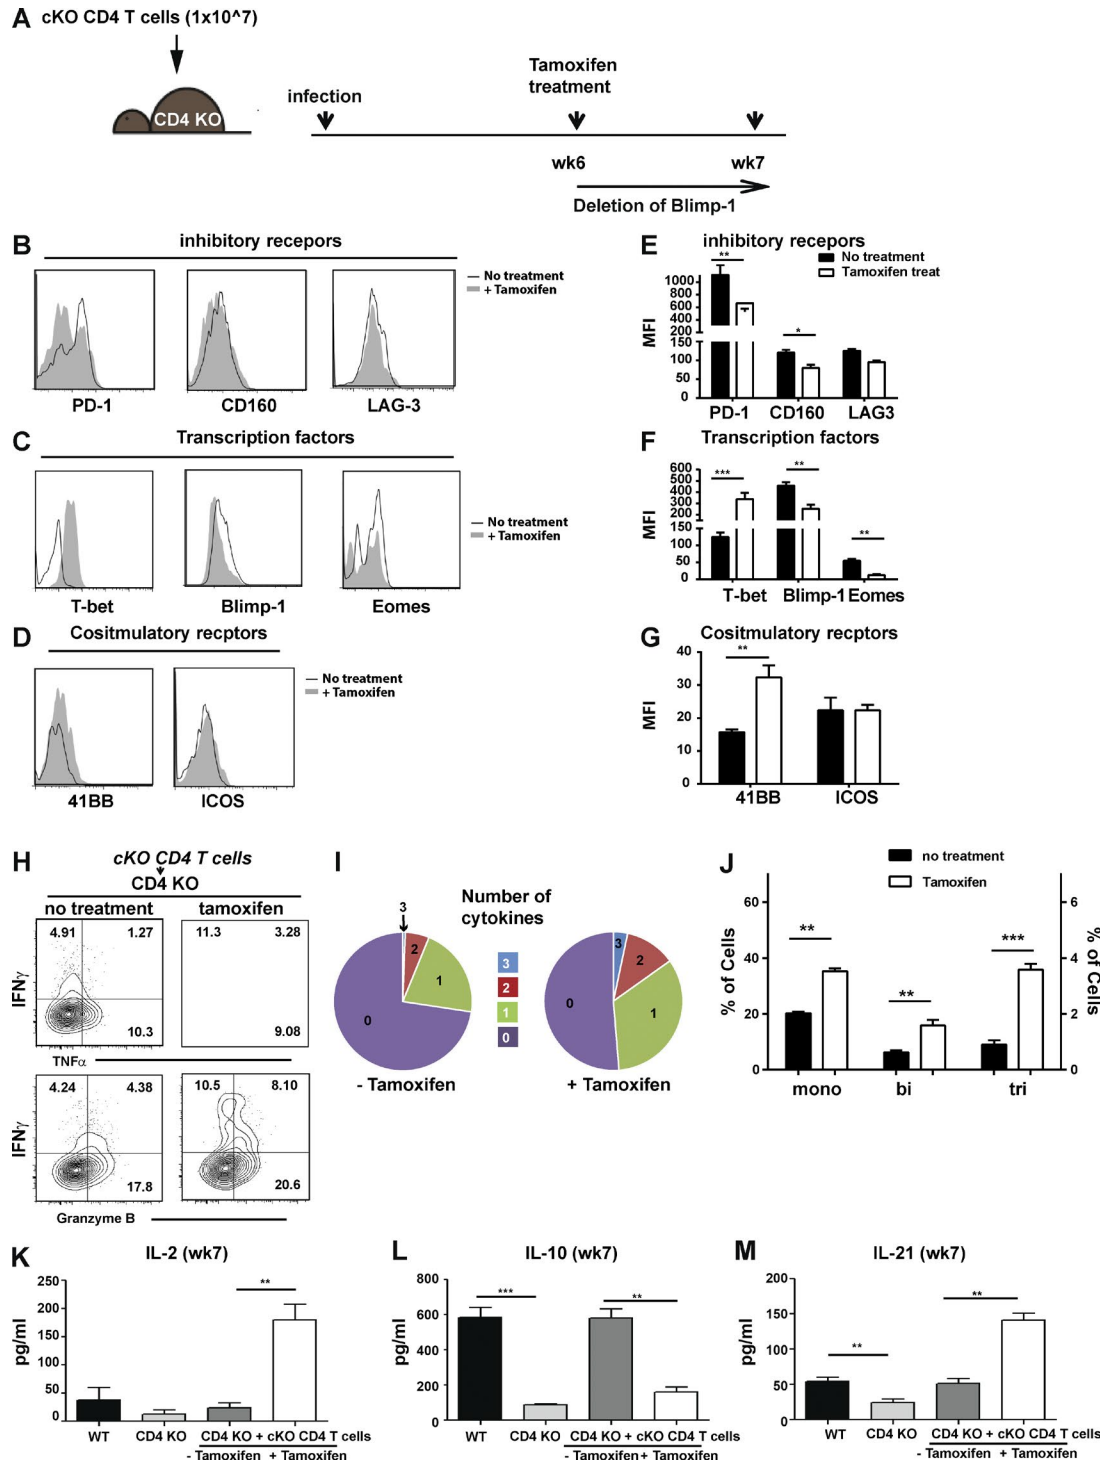 A
cKO CD4 T cells (1x10^7)
CD4 KO
infection
Tamoxifen
treatment
wk6
wk7
Deletion of Blimp-1
B
inhibitory recepors
No treatment
+ Tamoxifen
PD-1
CD160
LAG-3
E
inhibitory recepors
No treatment
Tamoxifen treat
MFI
1000
800
600
400
200
150
100
50
0
**
*
PD-1
CD160
LAG3
C
Transcription factors
No treatment
+ Tamoxifen
T-bet
Blimp-1
Eomes
F
Transcription factors
MFI
600
500
400
300
200
150
100
50
0
***
**
**
T-bet
Blimp-1
Eomes
D
Cositmulatory recptors
No treatment
+ Tamoxifen
41BB
ICOS
G
Cositmulatory recptors
MFI
40
30
20
10
0
**
41BB
ICOS
H
cKO CD4 T cells
CD4 KO
no treatment
tamoxifen
4.91
1.27
10.3
11.3
3.28
9.08
IFNγ
TNFα
4.24
4.38
17.8
10.5
8.10
20.6
IFNγ
Granzyme B
I
Number of
cytokines
3
2
1
0
3
2
1
0
- Tamoxifen
3
2
1
0
+ Tamoxifen
J
no treatment
Tamoxifen
% of Cells
60
40
20
0
% of Cells
6
4
2
0
**
**
***
mono
bi
tri
K
IL-2 (wk7)
pg/ml
250
200
150
100
50
0
**
WT
CD4 KO
CD4 KO + cKO CD4 T cells
- Tamoxifen
+ Tamoxifen
L
IL-10 (wk7)
pg/ml
800
600
400
200
0
***
**
WT
CD4 KO
CD4 KO + cKO CD4 T cells
- Tamoxifen
+ Tamoxifen
M
IL-21 (wk7)
pg/ml
200
150
100
50
0
**
**
WT
CD4 KO
CD4 KO + cKO CD4 T cells
- Tamoxifen
+ Tamoxifen